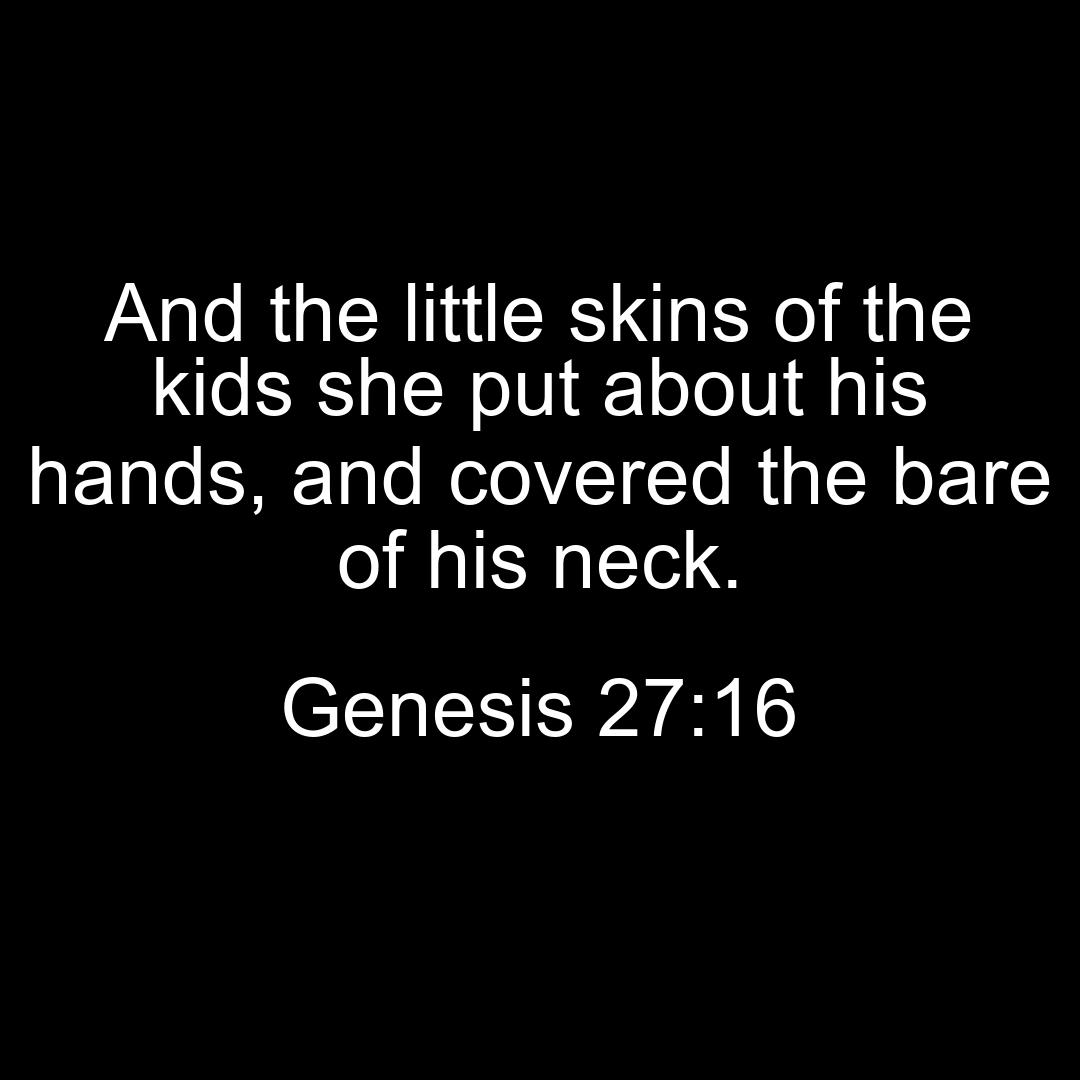 And the little skins of the
kids she put about his
hands, and covered the bare
of his neck.
Genesis 27:16